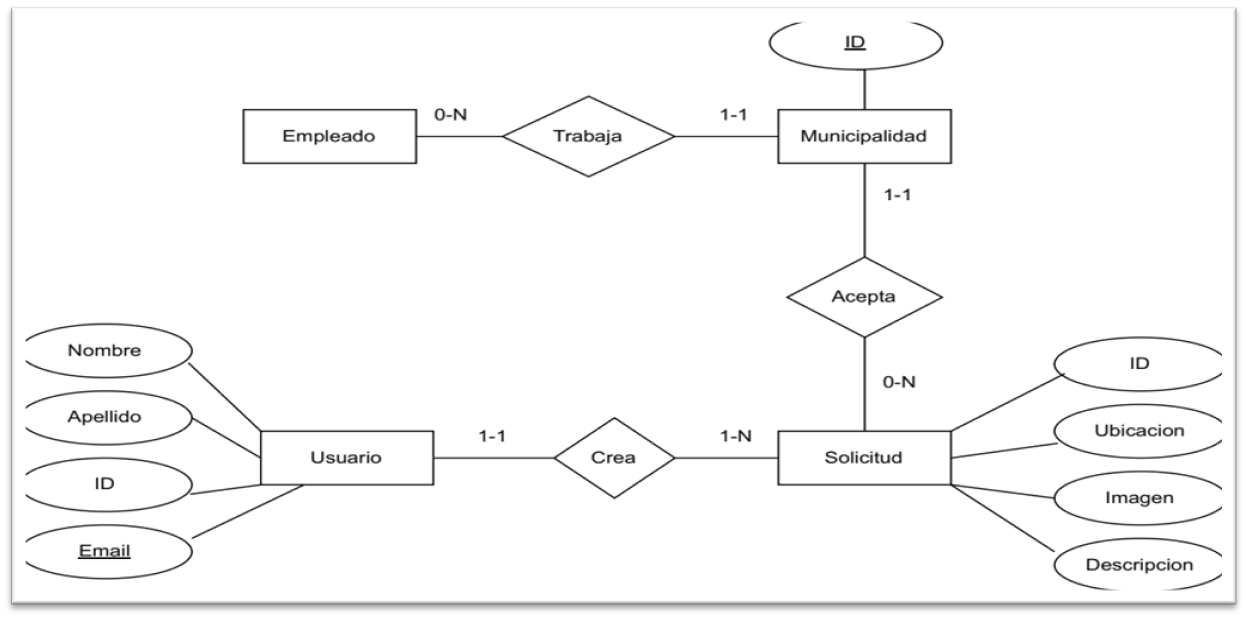 ID
Empleado
0-N
Trabaja
1-1
Municipalidad
1-1
Acepta
0-N
Nombre
Apellido
ID
Email
Usuario
1-1
Crea
1-N
Solicitud
ID
Ubicacion
Imagen
Descripcion